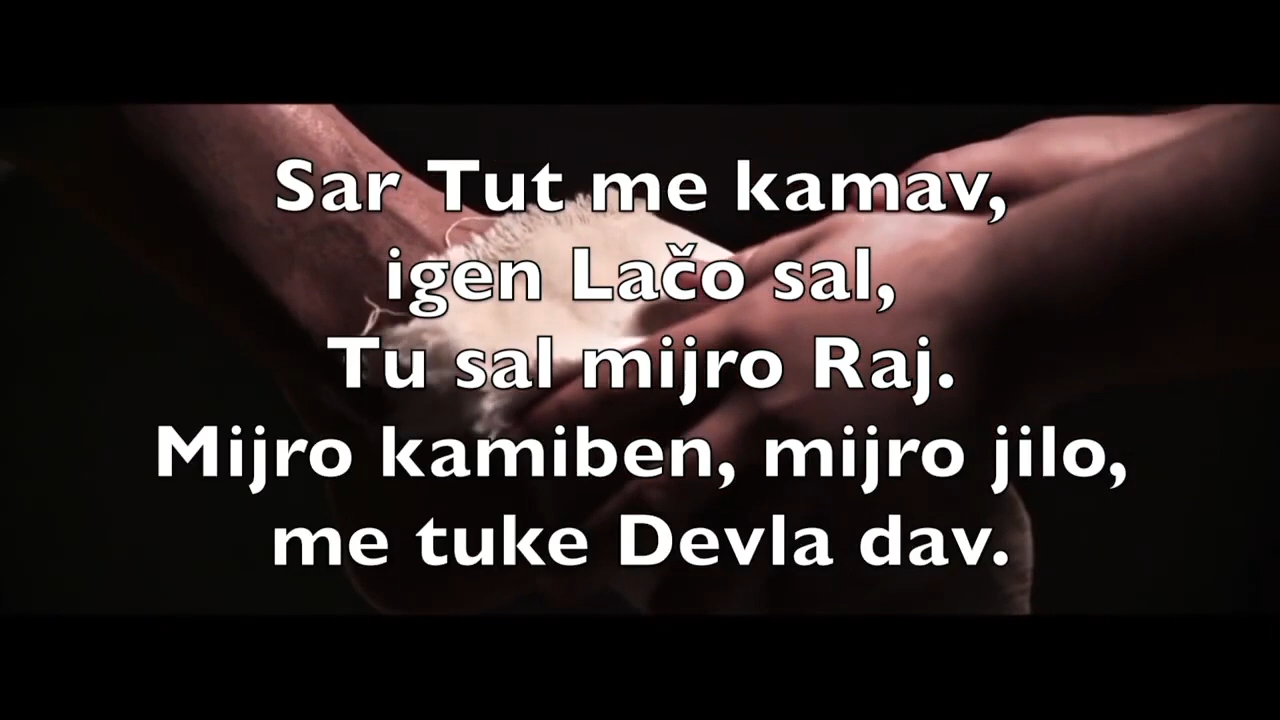 Sar Tut me kamav,
igen Lačo sal,
Tu sal mijro Raj.
Mijro kamiben, mijro jilo,
me tuke Devla dav.